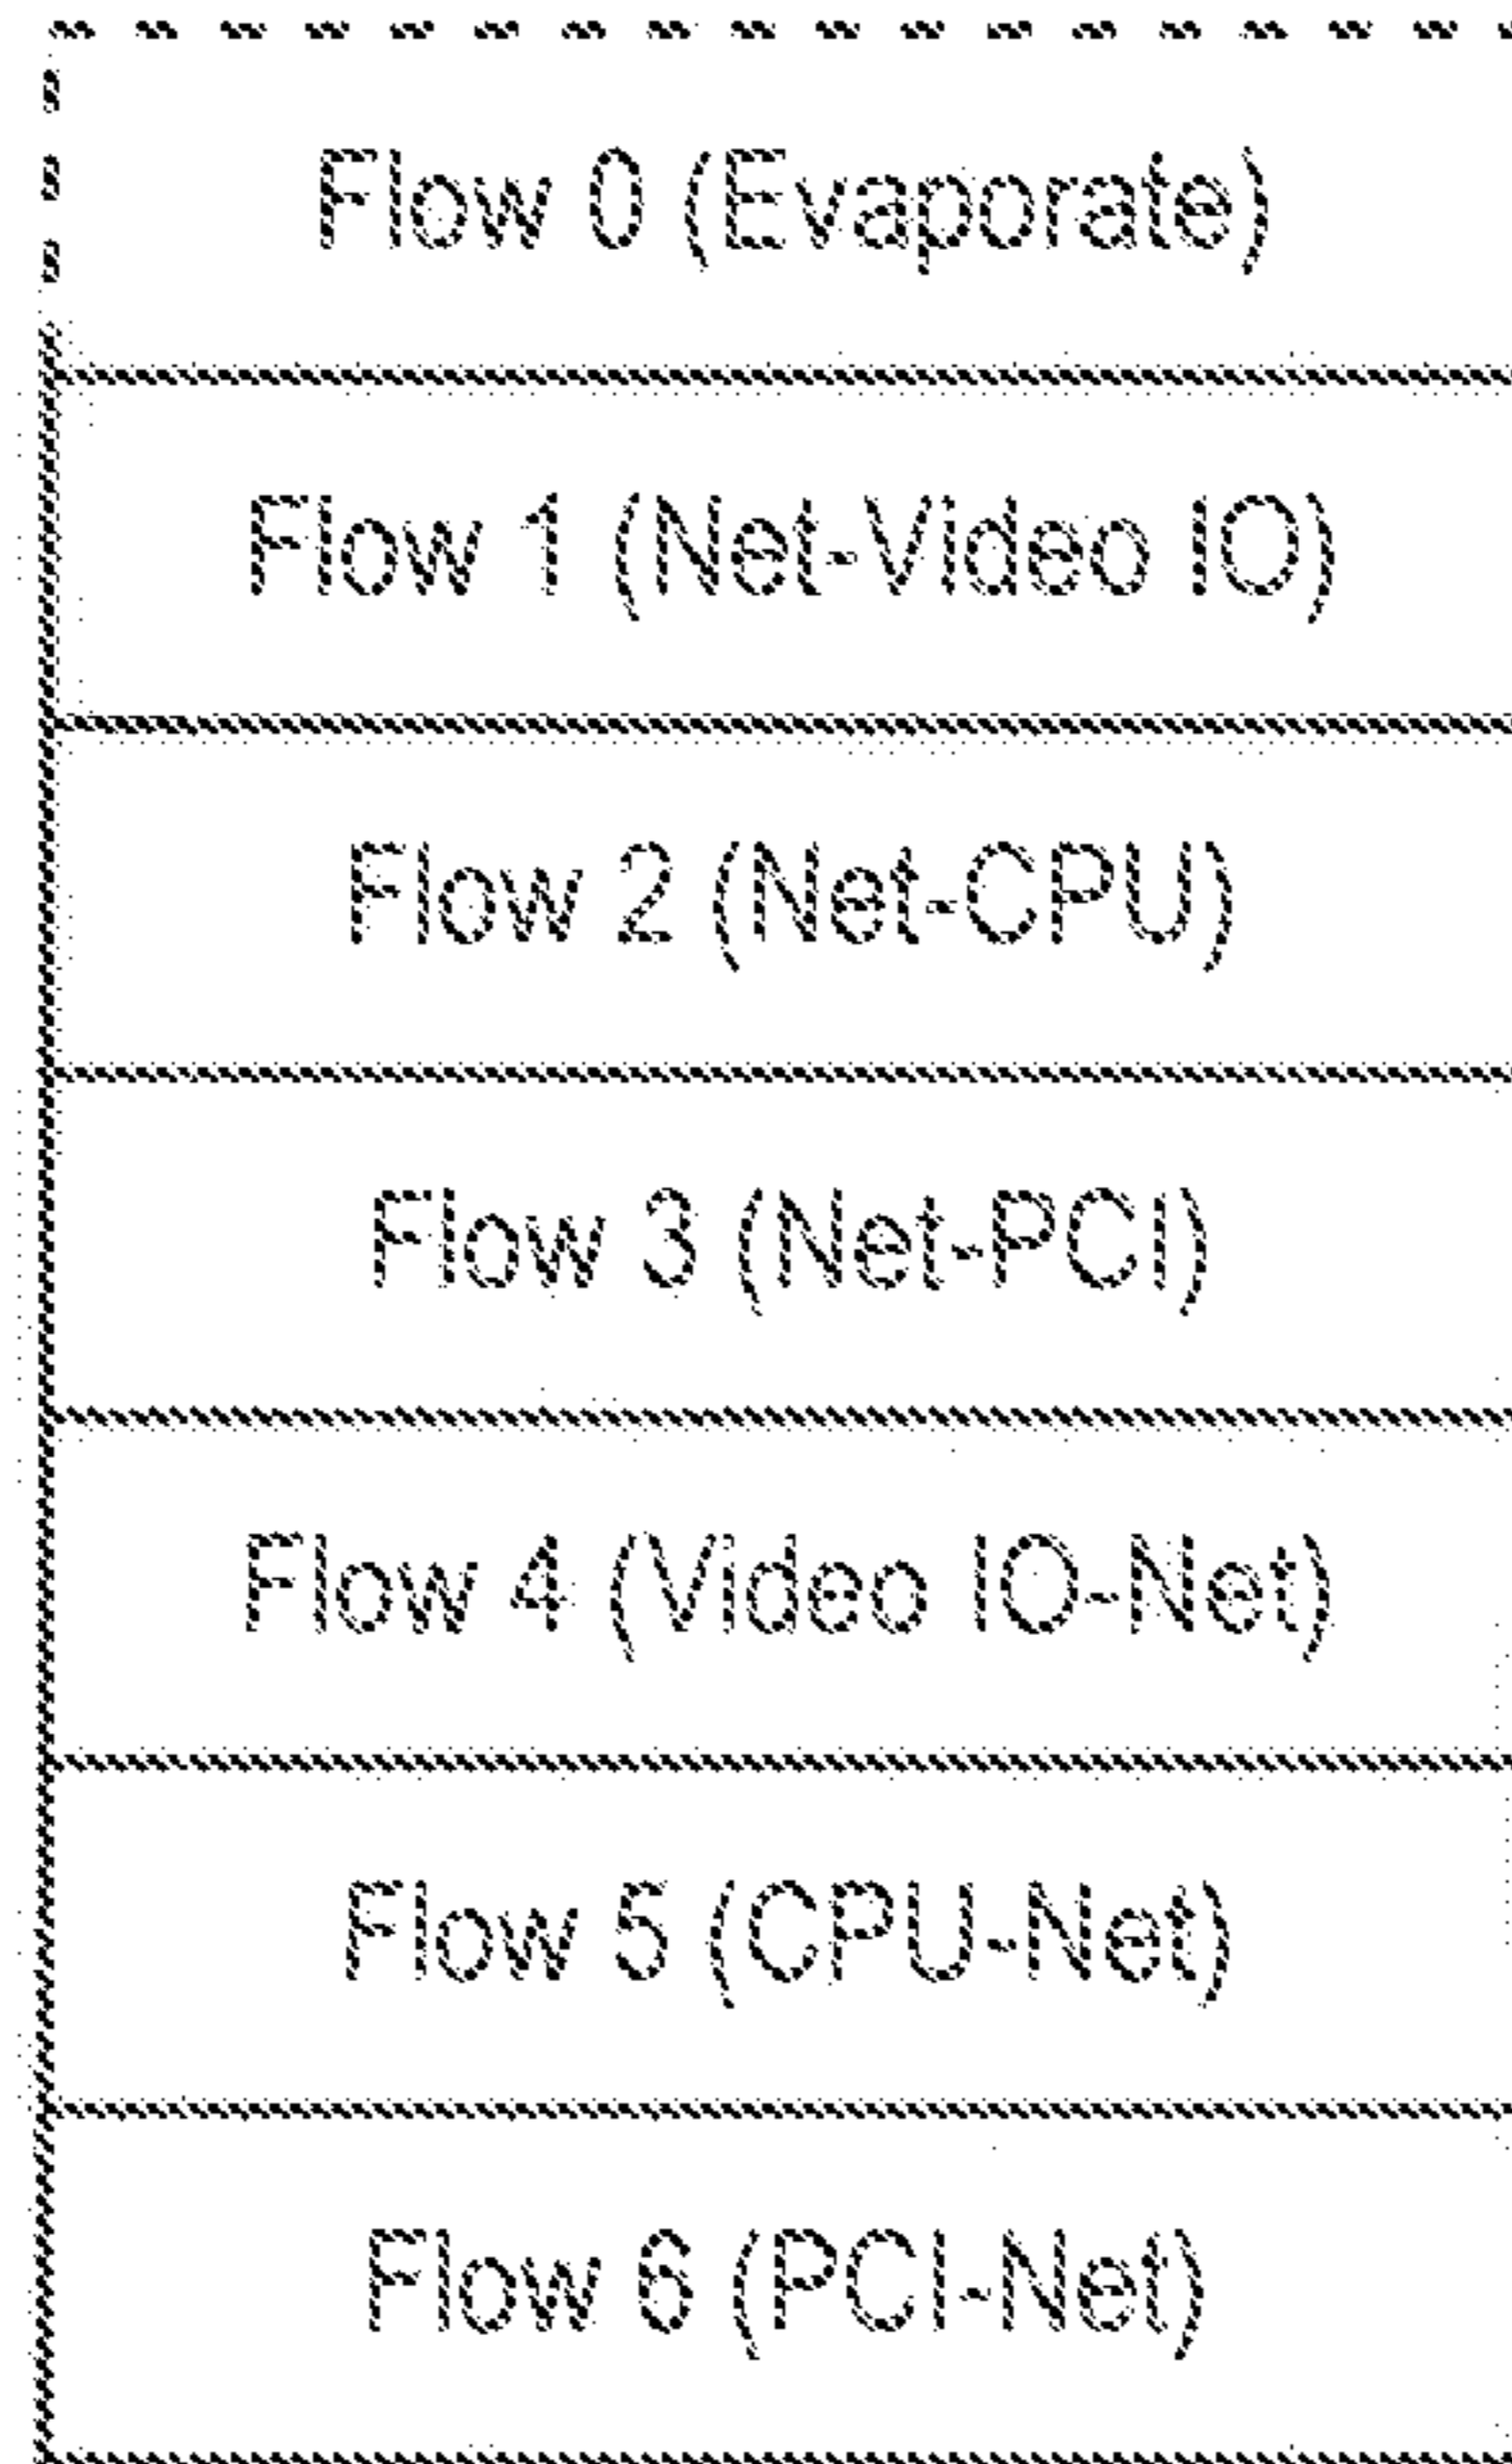 Flow 0 (Evaporate)
Flow 1 (Net-Video IO)
Flow 2 (Net-CPU)
Flow 3 (Net-PCI)
Flow 4 (Video IO-Net)
Flow 5 (CPU-Net)
Flow 6 (PCI-Net)